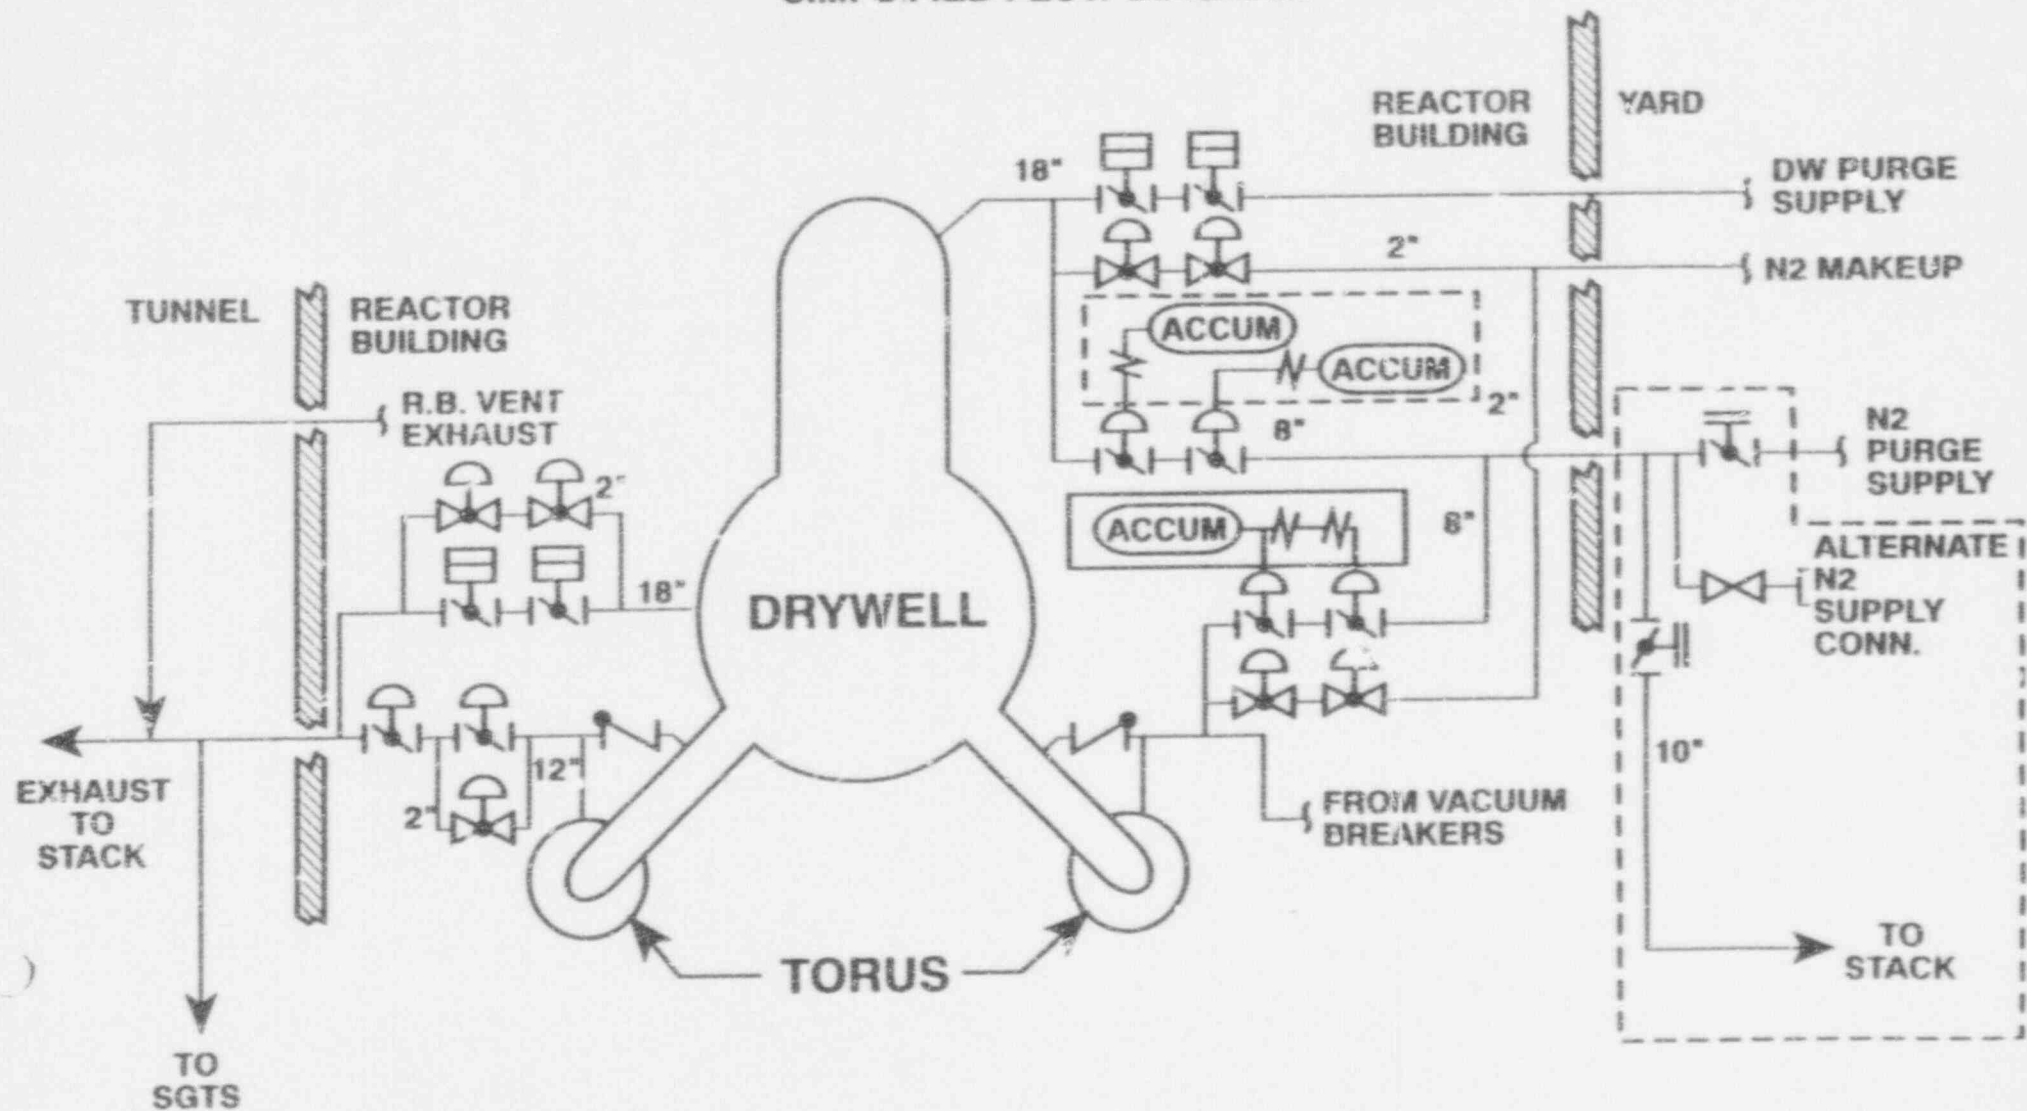 REACTOR
BUILDING
YARD
18"
DW PURGE
SUPPLY
2"
N2 MAKEUP
TUNNEL
REACTOR
BUILDING
ACCUM
ACCUM
2"
R.B. VENT
EXHAUST
8"
N2
PURGE
SUPPLY
2"
ACCUM
8"
ALTERNATE
N2
SUPPLY
CONN.
18"
DRYWELL
10"
12"
2"
EXHAUST
TO
STACK
FROM VACUUM
BREAKERS
TORUS
TO
STACK
TO
SGTS